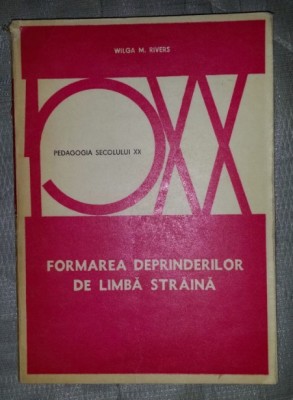 WILGA M. RIVERS
PEDAGOGIA SECOLULUI XX
FORMAREA DEPRINDERILOR
DE LIMBĂ STRĂINĂ